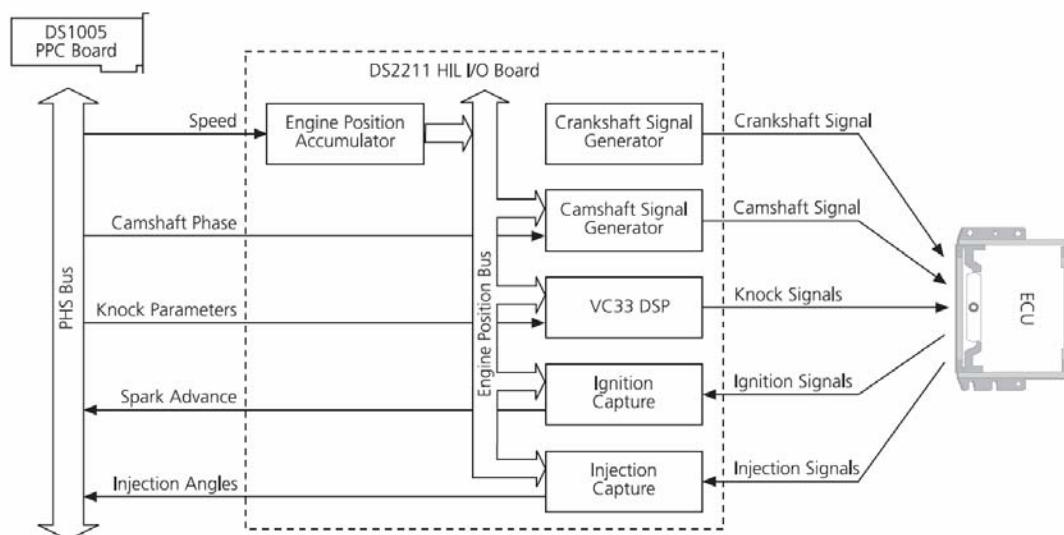 DS1005
PPC Board
DS2211 HIL I/O Board
Speed
Engine Position
Accumulator
Crankshaft Signal
Generator
Crankshaft Signal
Camshaft Phase
Camshaft Signal
Generator
Camshaft Signal
PHS Bus
Engine Position Bus
Knock Parameters
VC33 DSP
Knock Signals
ECU
Spark Advance
Ignition
Capture
Ignition Signals
Injection Angles
Injection
Capture
Injection Signals